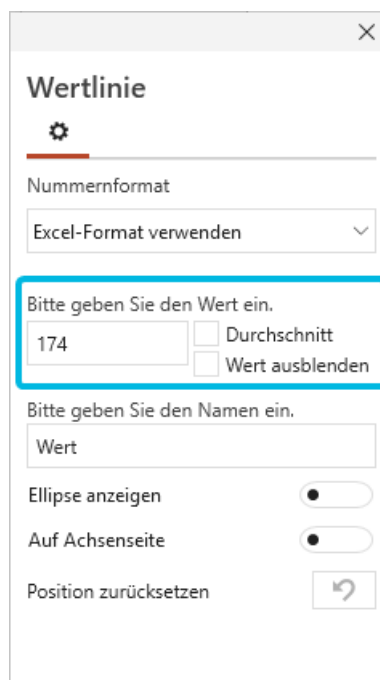 Wertlinie
Nummernformat
Excel-Format verwenden
Bitte geben Sie den Wert ein.
174
Durchschnitt
Wert ausblenden
Bitte geben Sie den Namen ein.
Wert
Ellipse anzeigen
Auf Achsenseite
Position zurücksetzen